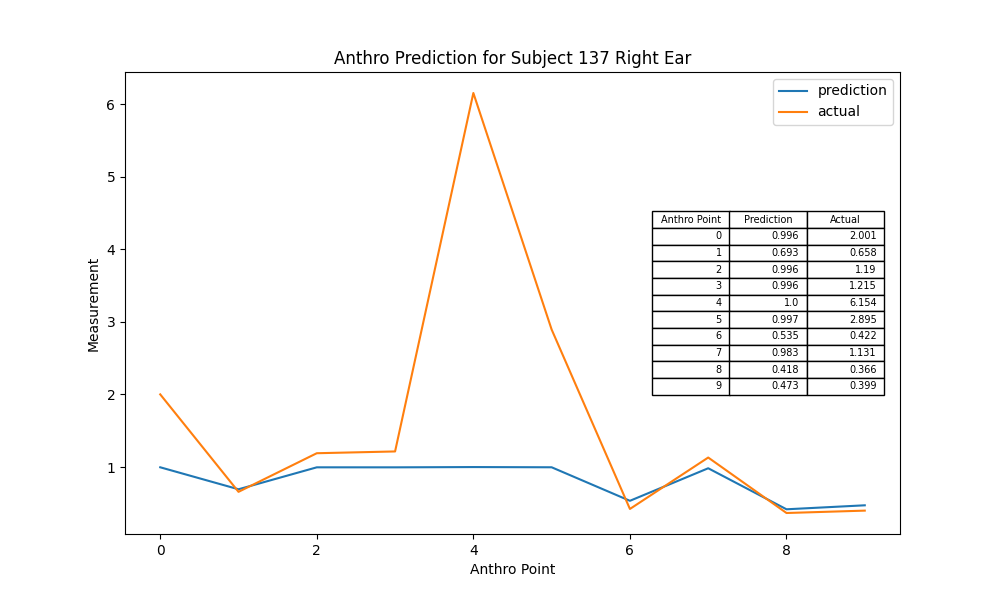 Anthro Prediction for Subject 137 Right Ear
prediction
actual
6
5
4
3
2
1
Measurement
Anthro Point Prediction Actual
0 0.996 2.001
1 0.693 0.658
2 0.996 1.19
3 0.996 1.215
4 1.0 6.154
5 0.997 2.895
6 0.535 0.422
7 0.983 1.131
8 0.418 0.366
9 0.473 0.399
0 2 4 6 8
Anthro Point